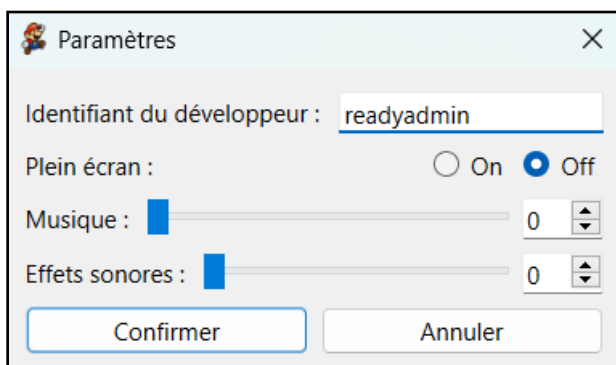 Paramètres
Identifiant du développeur : readyadmin
Plein écran : On Off
Musique : 0
Effets sonores : 0
Confirmer Annuler